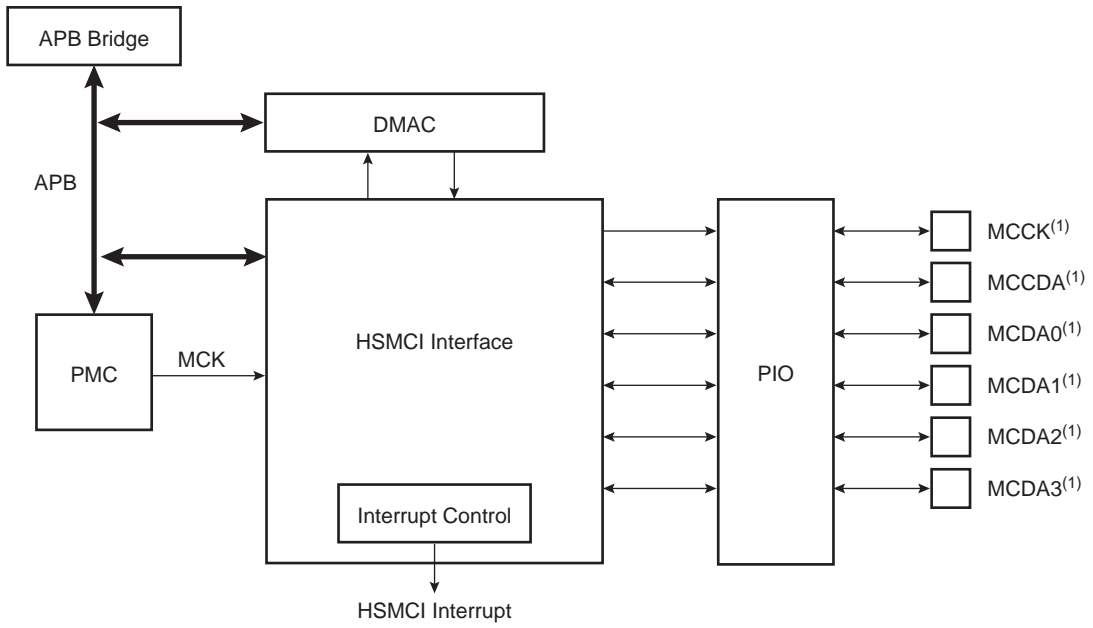 APB Bridge
DMAC
APB
MCCK(1)
MCCDA(1)
HSMCI Interface
MCDA0(1)
MCK
PMC
PIO
MCDA1(1)
MCDA2(1)
MCDA3(1)
Interrupt Control
HSMCI Interrupt